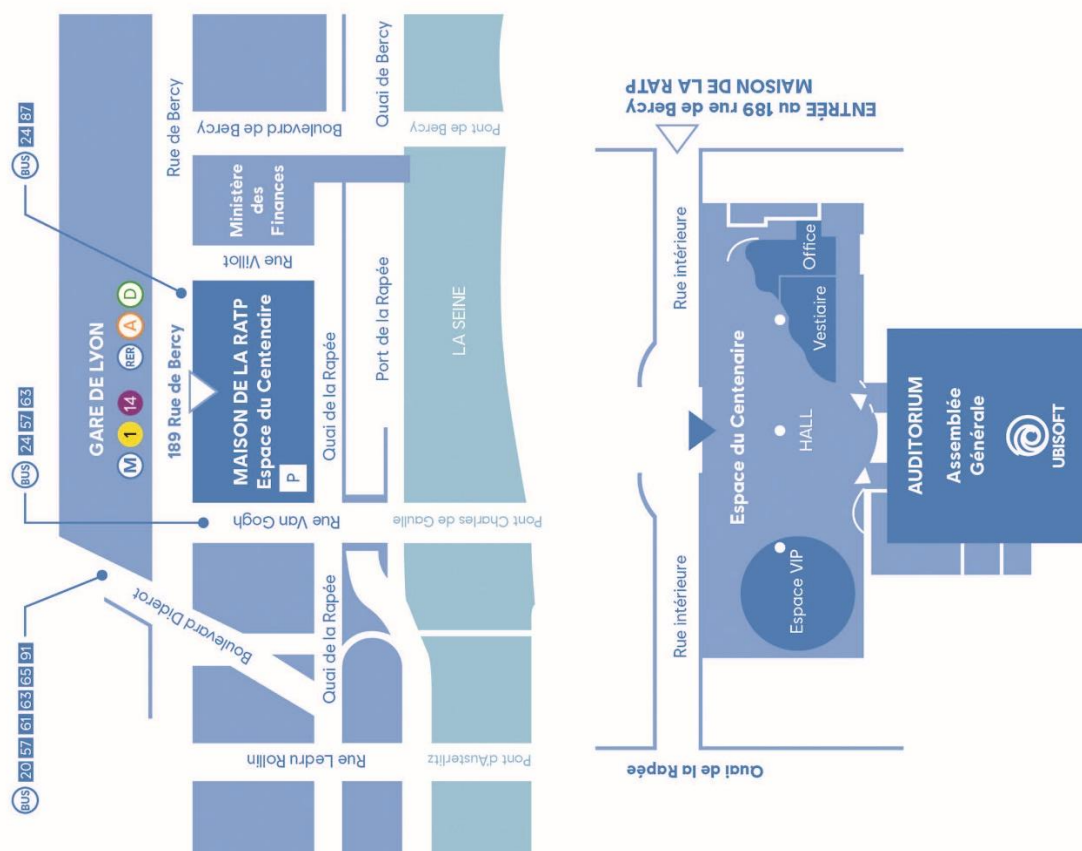 BUS 20 57 61 63 65 91
BUS 24 57 63
BUS 24 87
GARE DE LYON
M 1 14 RER A D
Boulevard Diderot
189 Rue de Bercy
Rue de Bercy
MAISON DE LA RATP
Espace du Centenaire
P
Rue Van Gogh
Rue Villot
Ministère
des
Finances
Boulevard de Bercy
Rue Ledru Rollin
Quai de la Rapée
Quai de la Rapée
Port de la Rapée
Quai de Bercy
Pont d'Austerlitz
Pont Charles de Gaulle
LA SEINE
Pont de Bercy
ENTRÉE au 189 rue de Bercy
MAISON DE LA RATP
Quai de la Rapée
Rue intérieure
Rue intérieure
Espace du Centenaire
Espace VIP
HALL
Vestiaire
Office
AUDITORIUM
Assemblée
Générale
UBISOFT